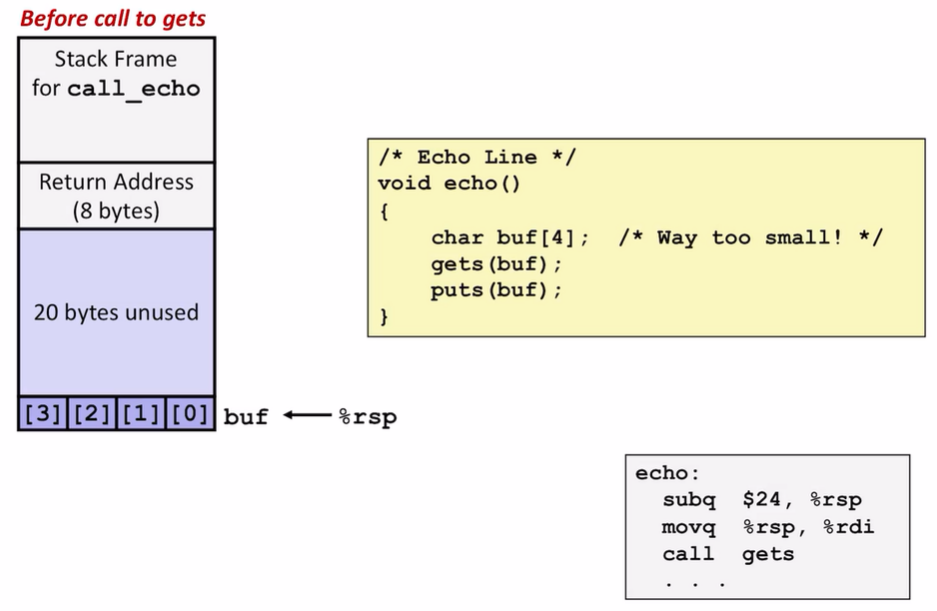 Before call to gets
Stack Frame
for call_echo
Return Address
(8 bytes)
20 bytes unused
[3] [2] [1] [0] buf ← %rsp
/* Echo Line */
void echo()
{
    char buf[4];  /* Way too small! */
    gets(buf);
    puts(buf);
}
echo:
  subq  $24, %rsp
  movq  %rsp, %rdi
  call  gets
  . . .